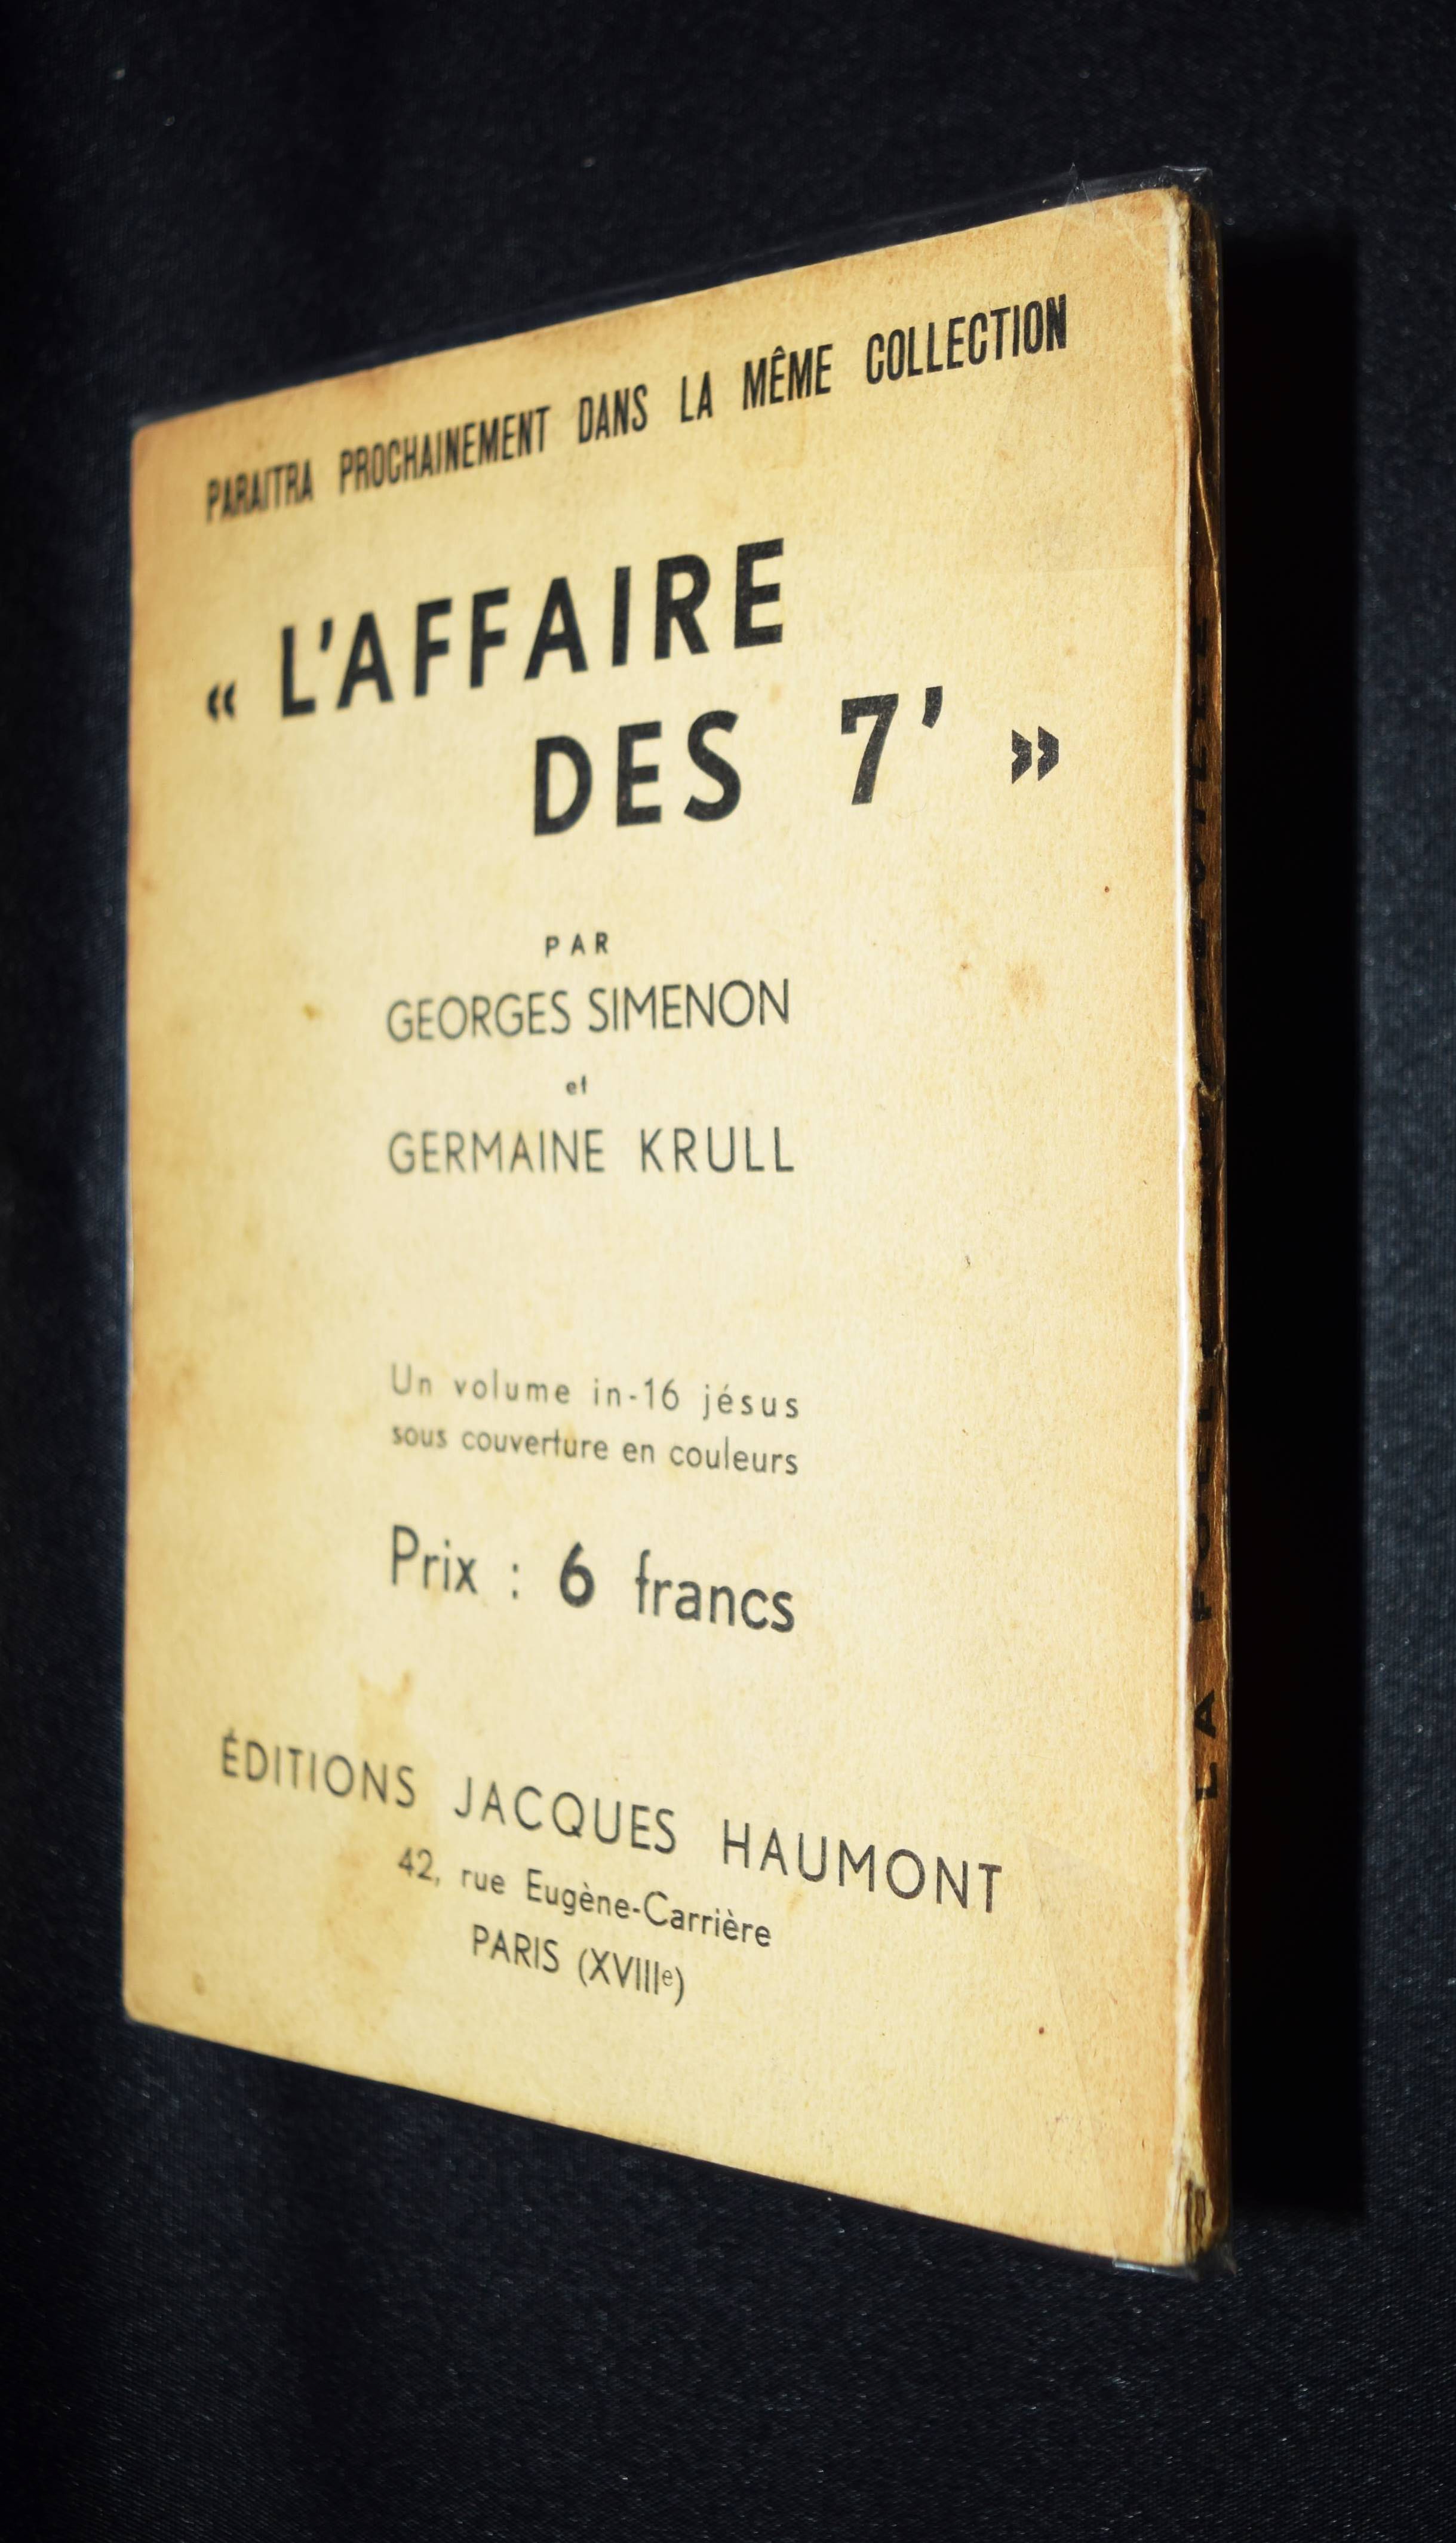 PARAITRA PROCHAINEMENT DANS LA MÊME COLLECTION
« L'AFFAIRE
DES 7' »
PAR
GEORGES SIMENON
et
GERMAINE KRULL
Un volume in-16 jésus
sous couverture en couleurs
Prix : 6 francs
ÉDITIONS JACQUES HAUMONT
42, rue Eugène-Carrière
PARIS (XVIIIe)
LA